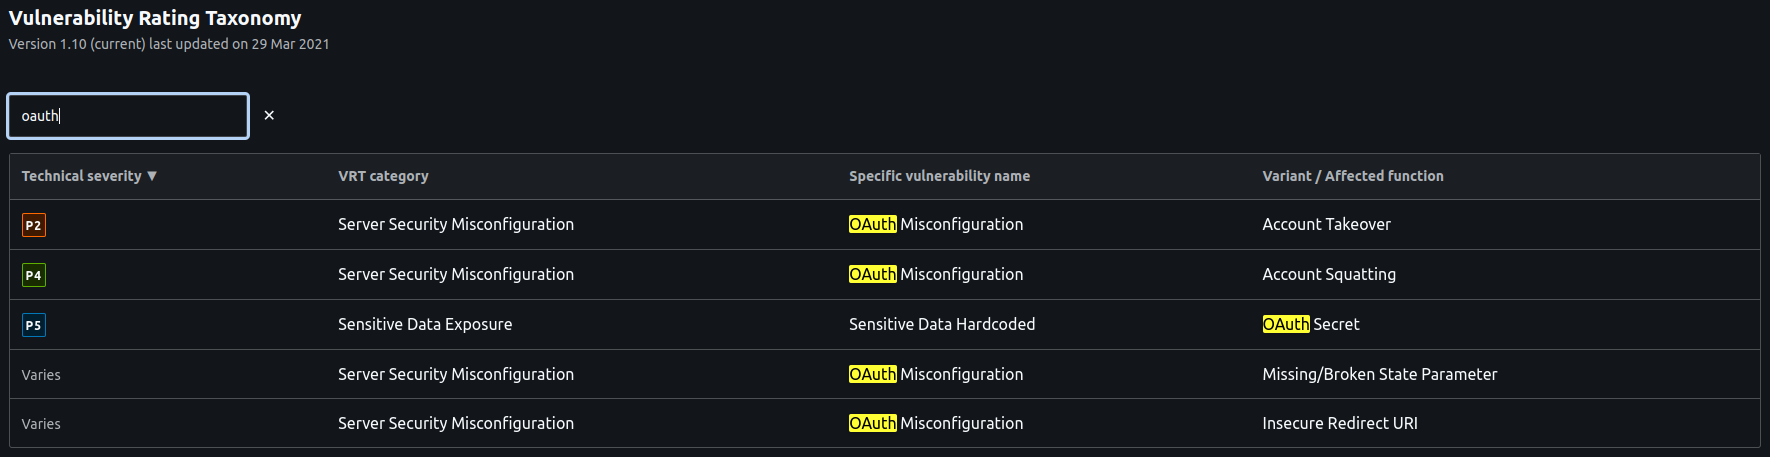 Vulnerability Rating Taxonomy
Version 1.10 (current) last updated on 29 Mar 2021
oauth ×
Technical severity ▼ VRT category Specific vulnerability name Variant / Affected function
P2 Server Security Misconfiguration OAuth Misconfiguration Account Takeover
P4 Server Security Misconfiguration OAuth Misconfiguration Account Squatting
P5 Sensitive Data Exposure Sensitive Data Hardcoded OAuth Secret
Varies Server Security Misconfiguration OAuth Misconfiguration Missing/Broken State Parameter
Varies Server Security Misconfiguration OAuth Misconfiguration Insecure Redirect URI